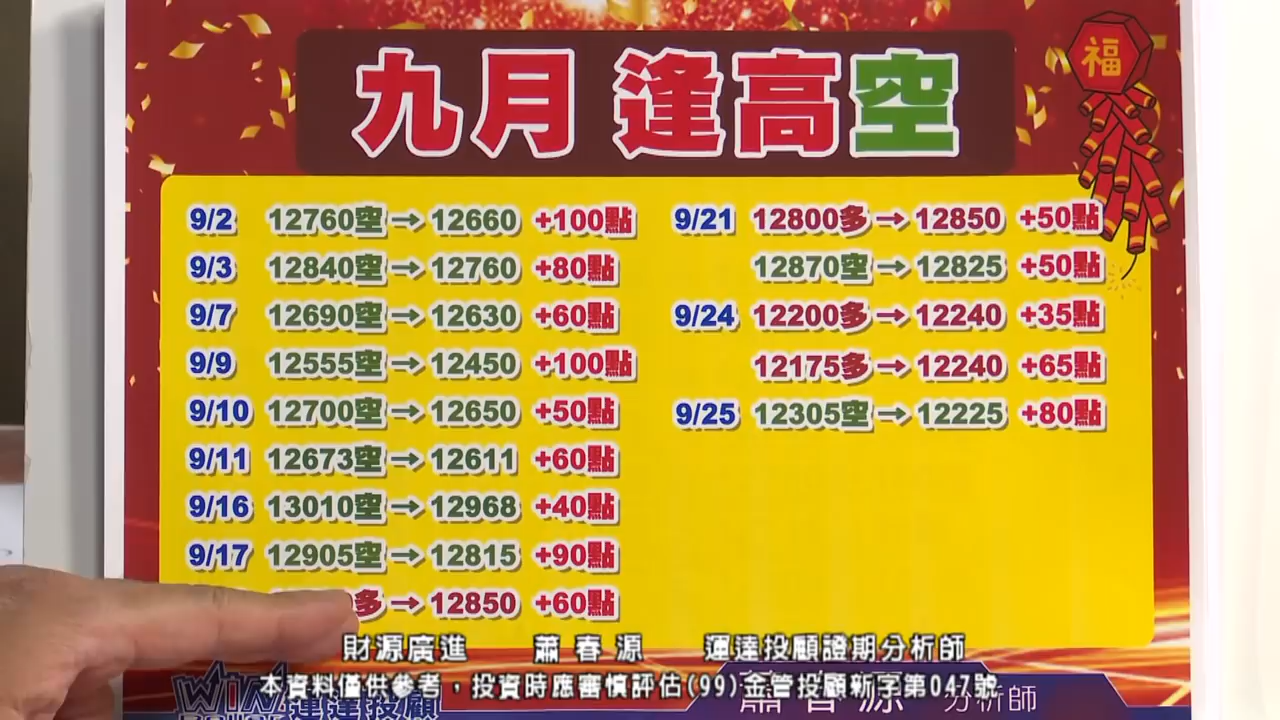 福
九月 逢高空
9/2 12760空→12660 +100點
9/3 12840空→12760 +80點
9/7 12690空→12630 +60點
9/9 12555空→12450 +100點
9/10 12700空→12650 +50點
9/11 12673空→12611 +60點
9/16 13010空→12968 +40點
9/17 12905空→12815 +90點
多→12850 +60點
9/21 12800多→12850 +50點
12870空→12825 +50點
9/24 12200多→12240 +35點
12175多→12240 +65點
9/25 12305空→12225 +80點
財源廣進 蕭春源 運達投顧證期分析師
本資料僅供參考，投資時應審慎評估(99)金管投顧新字第047號
WIN 運達投顧
蕭春源 分析師